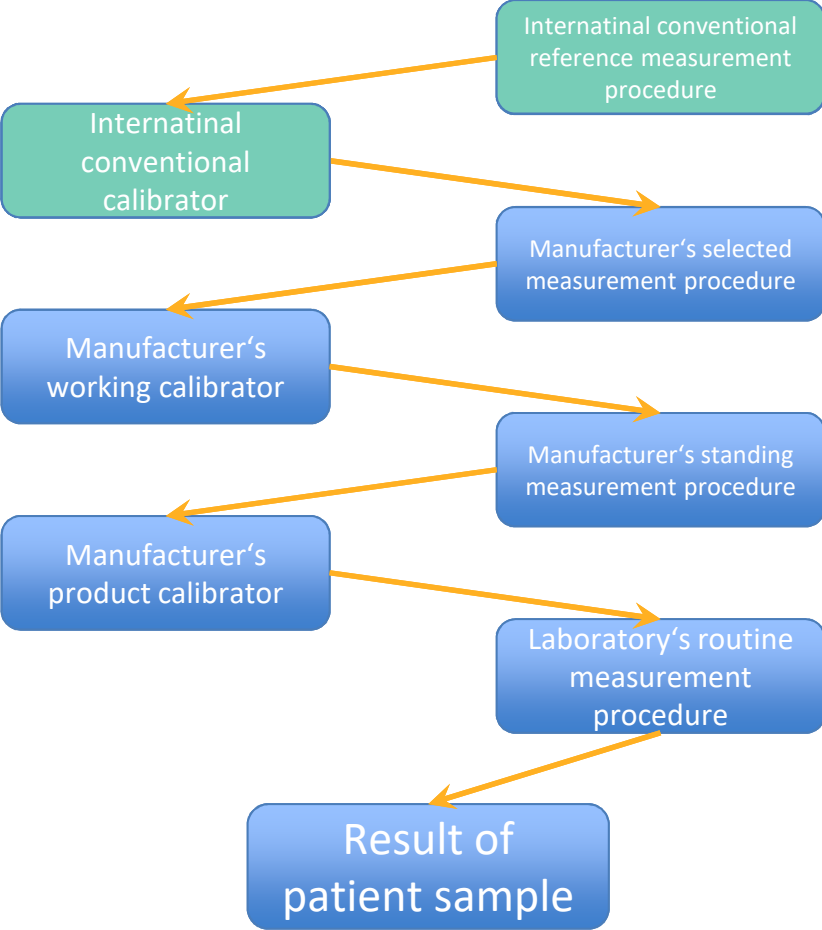 Internatinal conventional
reference measurement
procedure
Internatinal
conventional
calibrator
Manufacturer‘s selected
measurement procedure
Manufacturer‘s
working calibrator
Manufacturer‘s standing
measurement procedure
Manufacturer‘s
product calibrator
Laboratory‘s routine
measurement
procedure
Result of
patient sample